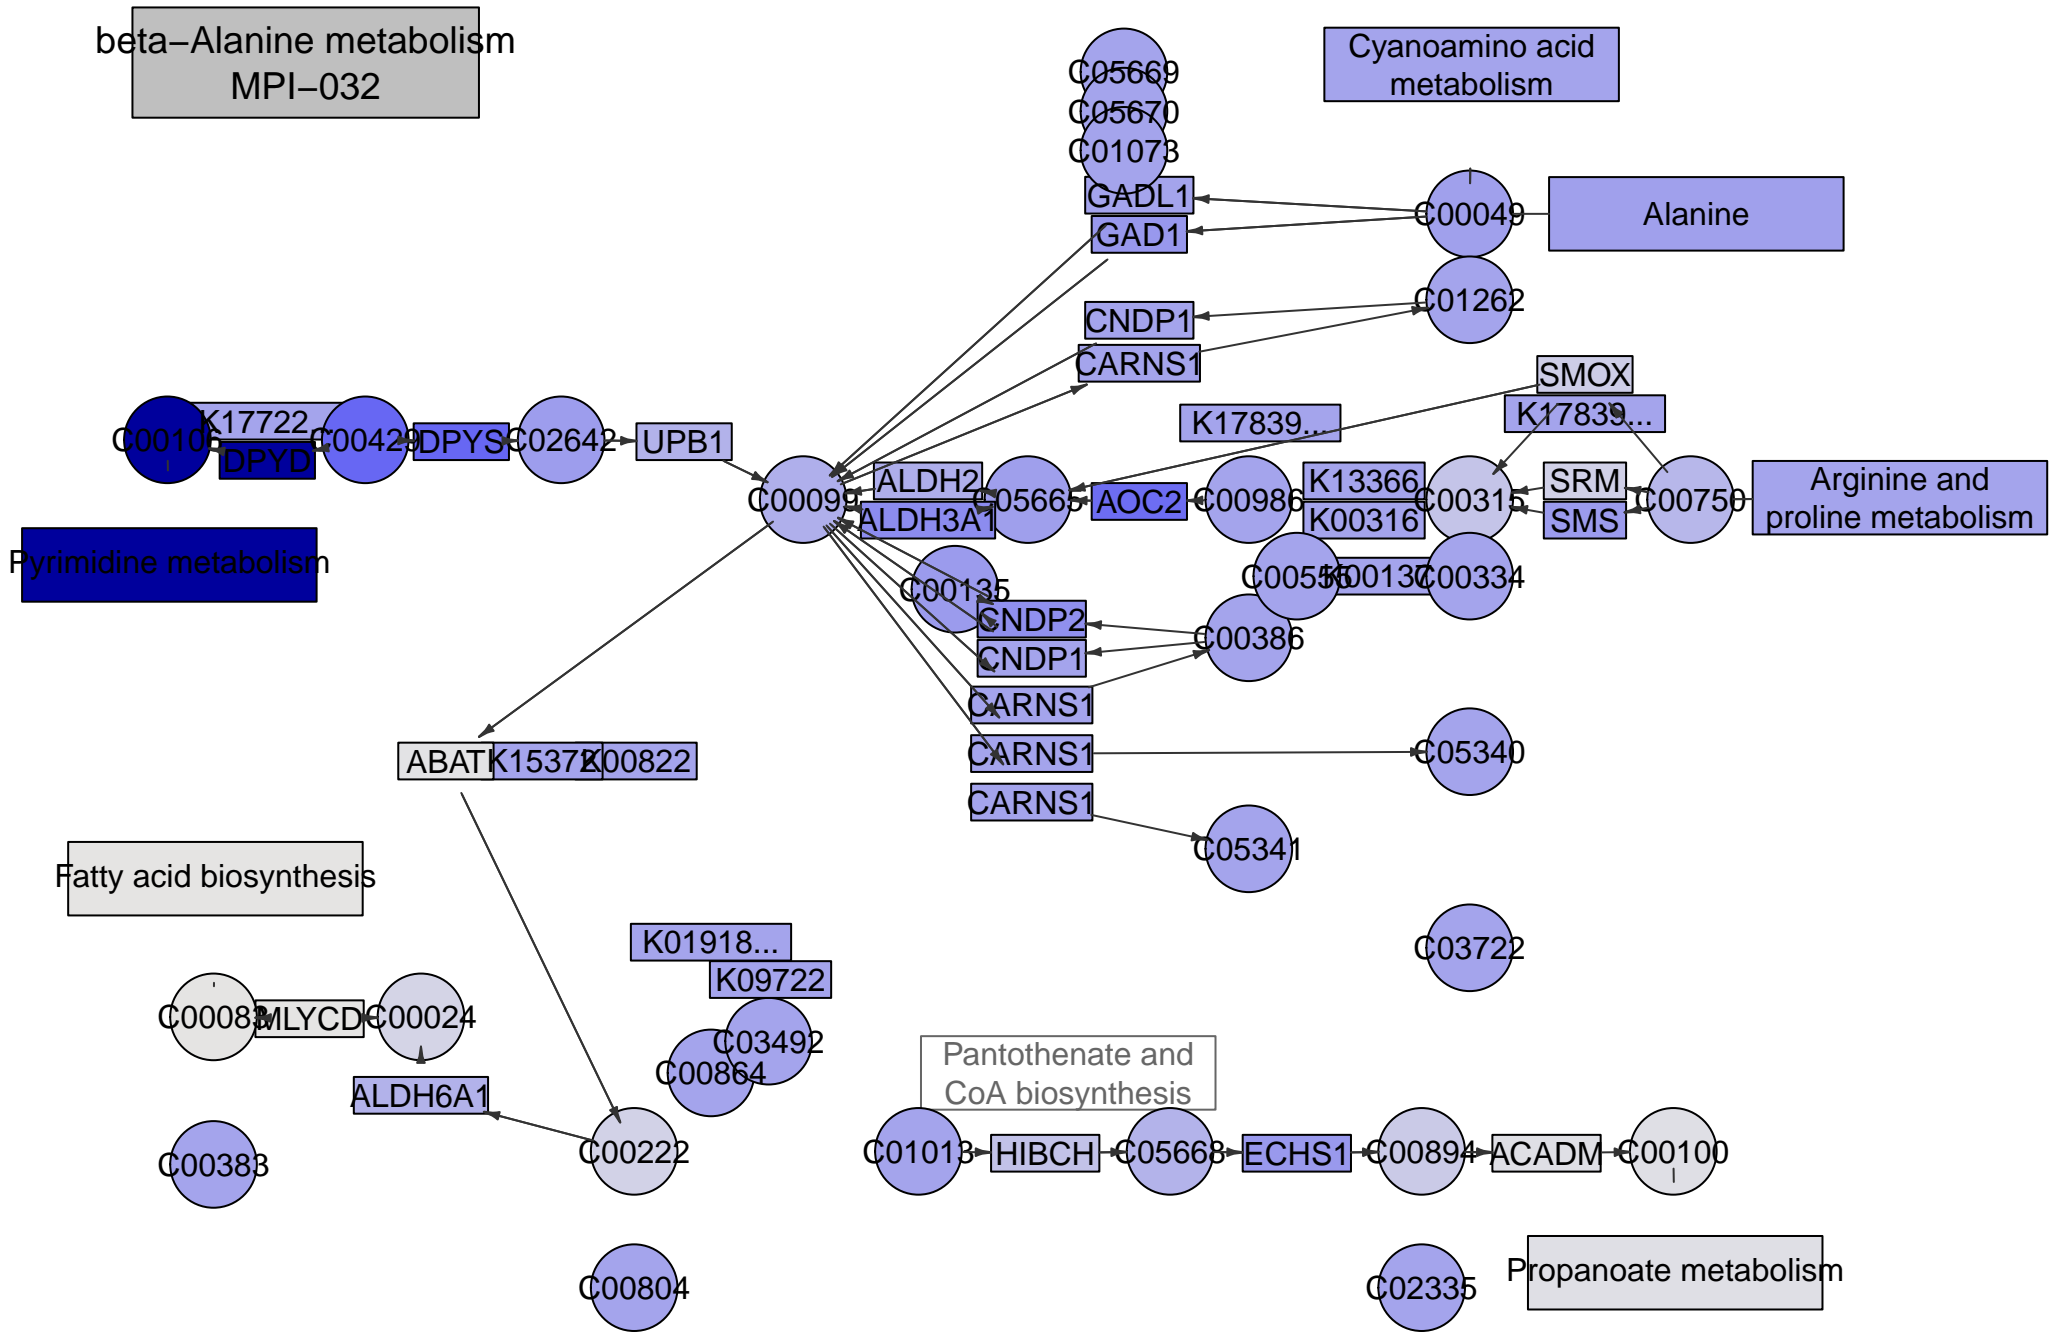 beta−Alanine metabolism
MPI−032
C05669
C05670
C01073
Cyanoamino acid
metabolism
GADL1
GAD1
C00049
Alanine
C01262
CNDP1
CARNS1
SMOX
K17839...
K17839...
C00106
K17722...
DPYD
C00429
DPYS
C02642
UPB1
C00099
ALDH2
ALDH3A1
C05665
AOC2
C00986
K13366
K00316
C00315
SRM
SMS
C00750
Arginine and
proline metabolism
Pyrimidine metabolism
C00135
C00555
K00137
C00334
CNDP2
CNDP1
C00386
CARNS1
CARNS1
CARNS1
C05340
C05341
ABAT
K15372
K00822
Fatty acid biosynthesis
K01918...
K09722
C03722
C00083
MLYCD
C00024
C03492
C00864
Pantothenate and
CoA biosynthesis
ALDH6A1
C00383
C00222
C01013
HIBCH
C05668
ECHS1
C00894
ACADM
C00100
C00804
C02335
Propanoate metabolism